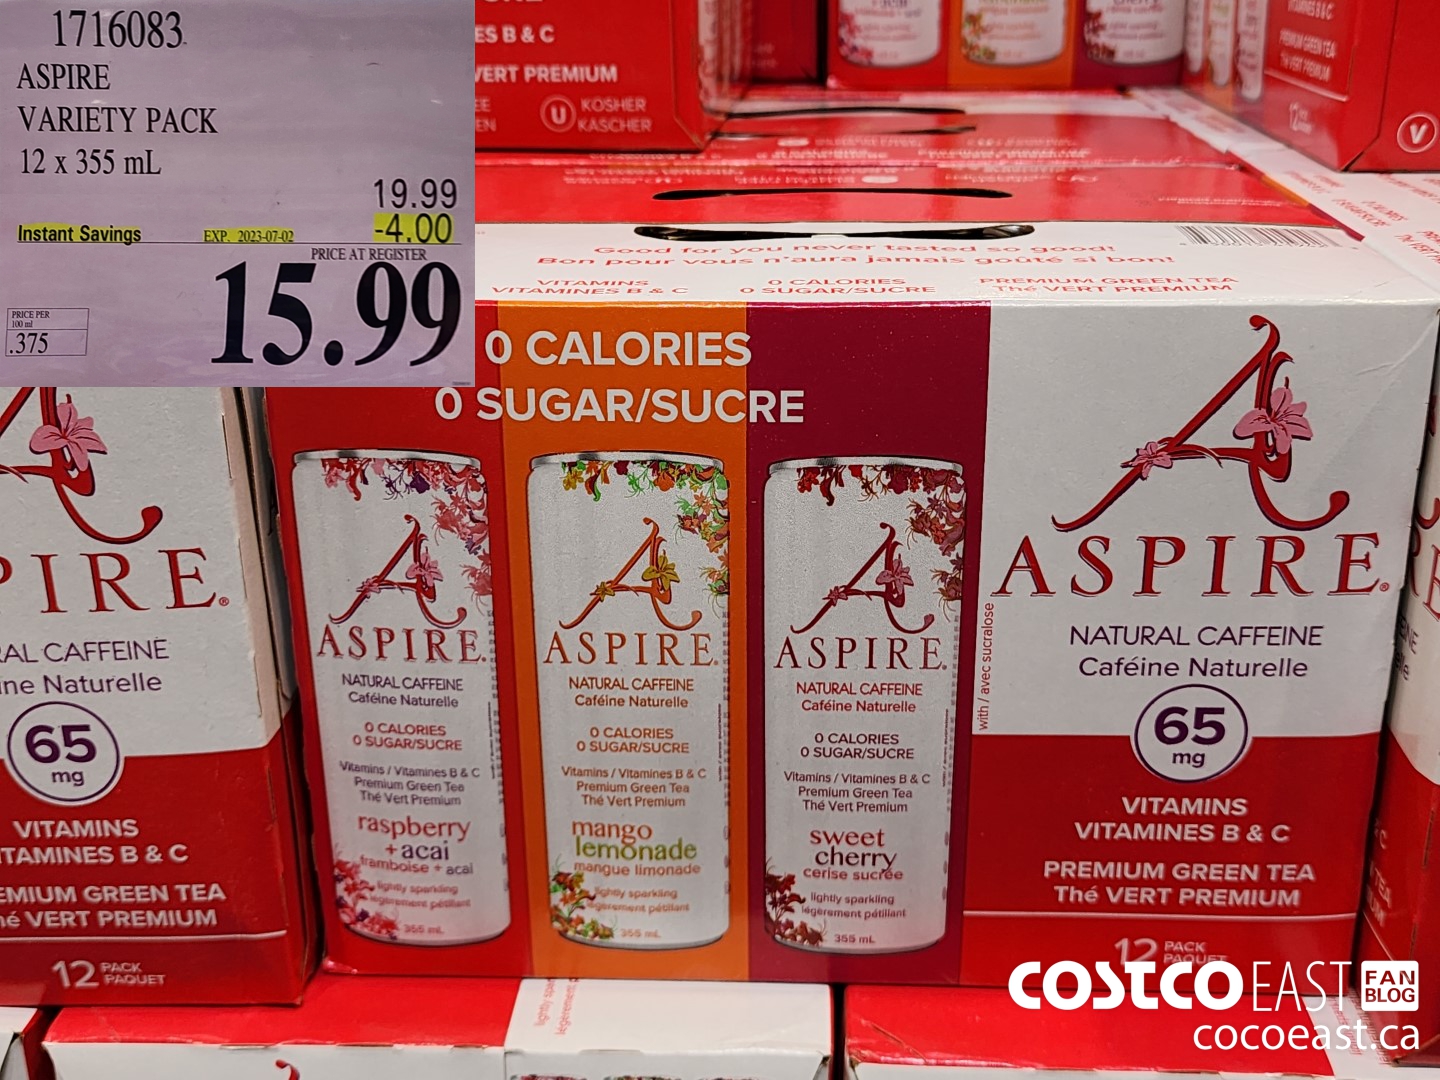 1716083
ASPIRE
VARIETY PACK
12 x 355 mL
19.99
Instant Savings
EXP. 2023-07-02
-4.00
PRICE AT REGISTER
15.99
PRICE PER
100 ml
.375
ES B & C
VERT PREMIUM
U KOSHER
KASCHER
VITAMINES B & C
PREMIUM GREEN TEA
Thé VERT PREMIUM
12
V
Good for you never tasted so good!
Bon pour vous n'aura jamais goûté si bon!
VITAMINS
VITAMINES B & C
0 CALORIES
0 SUGAR/SUCRE
PREMIUM GREEN TEA
Thé VERT PREMIUM
0 CALORIES
0 SUGAR/SUCRE
ASPIRE®
NATURAL CAFFEINE
Caféine Naturelle
0 CALORIES
0 SUGAR/SUCRE
Vitamins / Vitamines B & C
Premium Green Tea
Thé Vert Premium
raspberry
+ acai
framboise + acai
lightly sparkling
légèrement pétillant
355 mL
ASPIRE®
NATURAL CAFFEINE
Caféine Naturelle
0 CALORIES
0 SUGAR/SUCRE
Vitamins / Vitamines B & C
Premium Green Tea
Thé Vert Premium
mango
lemonade
mangue limonade
lightly sparkling
légèrement pétillant
355 mL
ASPIRE®
NATURAL CAFFEINE
Caféine Naturelle
0 CALORIES
0 SUGAR/SUCRE
Vitamins / Vitamines B & C
Premium Green Tea
Thé Vert Premium
sweet
cherry
cerise sucrée
lightly sparkling
légèrement pétillant
355 mL
ASPIRE®
with / avec sucralose
NATURAL CAFFEINE
Caféine Naturelle
65
mg
VITAMINS
VITAMINES B & C
PREMIUM GREEN TEA
Thé VERT PREMIUM
12 PACK
PAQUET
PIRE®
RAL CAFFEINE
ine Naturelle
65
mg
VITAMINS
TAMINES B & C
EMIUM GREEN TEA
hé VERT PREMIUM
12 PACK
PAQUET
COSTCO EAST FAN
BLOG
cocoeast.ca